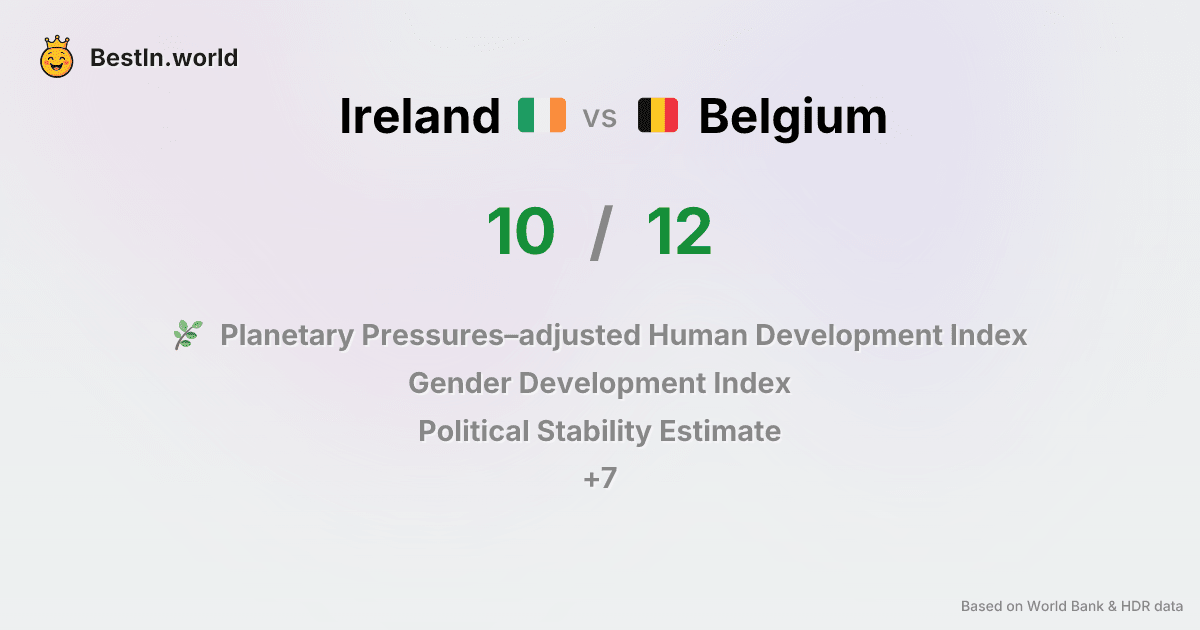 BestIn.world
Ireland vs Belgium
10 / 12
Planetary Pressures–adjusted Human Development Index
Gender Development Index
Political Stability Estimate
+7
Based on World Bank & HDR data